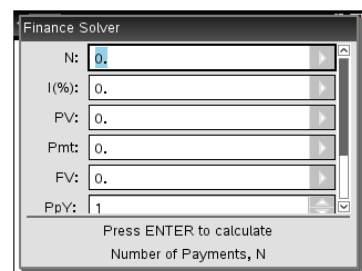 Finance Solver
N: 0.
I(%): 0.
PV: 0.
Pmt: 0.
FV: 0.
PpY: 1
Press ENTER to calculate
Number of Payments, N